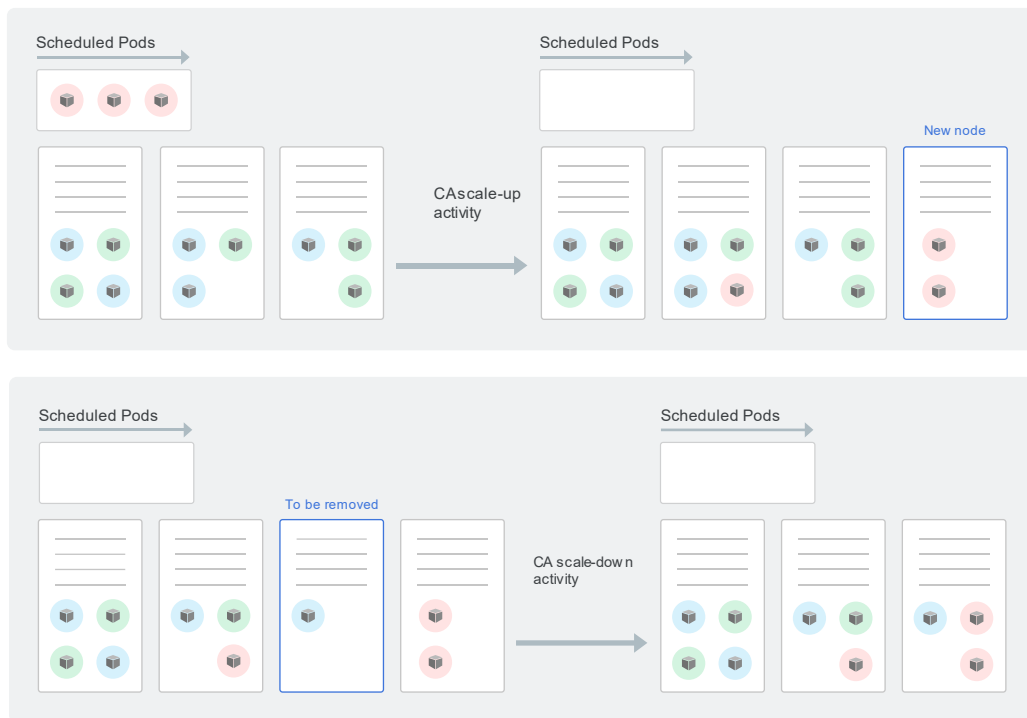 Scheduled Pods
Scheduled Pods
New node
CAscale-up
activity
Scheduled Pods
Scheduled Pods
To be removed
CA scale-down
activity